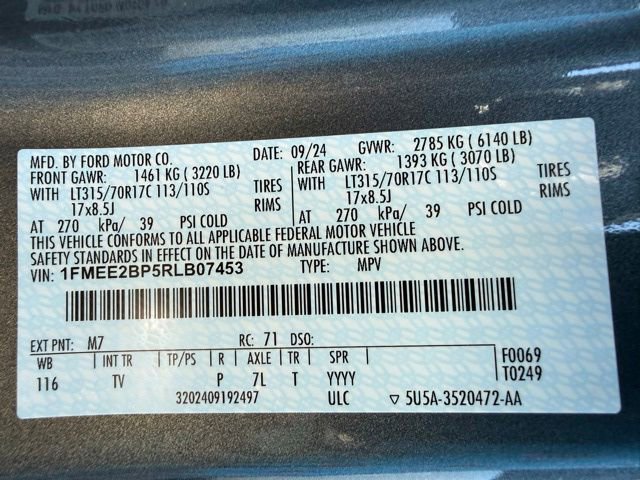 MFD. BY FORD MOTOR CO. DATE: 09/24 GVWR: 2785 KG ( 6140 LB)
FRONT GAWR: 1461 KG ( 3220 LB) REAR GAWR: 1393 KG ( 3070 LB)
WITH LT315/70R17C 113/110S TIRES WITH LT315/70R17C 113/110S TIRES
17x8.5J RIMS 17x8.5J RIMS
AT 270 kPa/ 39 PSI COLD AT 270 kPa/ 39 PSI COLD
THIS VEHICLE CONFORMS TO ALL APPLICABLE FEDERAL MOTOR VEHICLE
SAFETY STANDARDS IN EFFECT ON THE DATE OF MANUFACTURE SHOWN ABOVE.
VIN: 1FMEE2BP5RLB07453 TYPE: MPV
EXT PNT: M7 RC: 71 DSO:
WB INT TR TP/PS R AXLE TR SPR F0069
116 TV P 7L T YYYY T0249
3202409192497 ULC ▽ 5U5A-3520472-AA